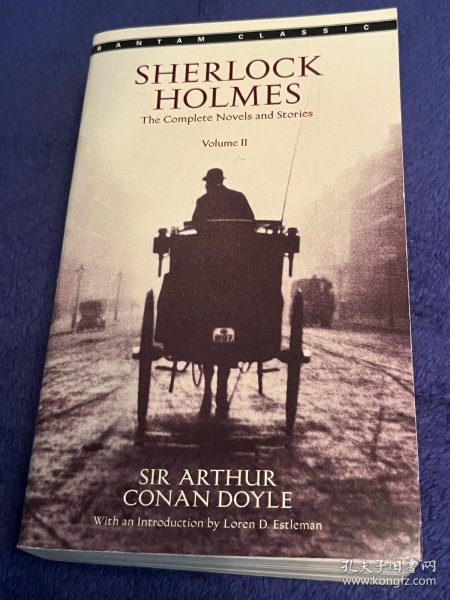 BANTAM CLASSIC
SHERLOCK
HOLMES
The Complete Novels and Stories
Volume II
SIR ARTHUR
CONAN DOYLE
With an Introduction by Loren D. Estleman
孔夫子旧书网
www.kongfz.com